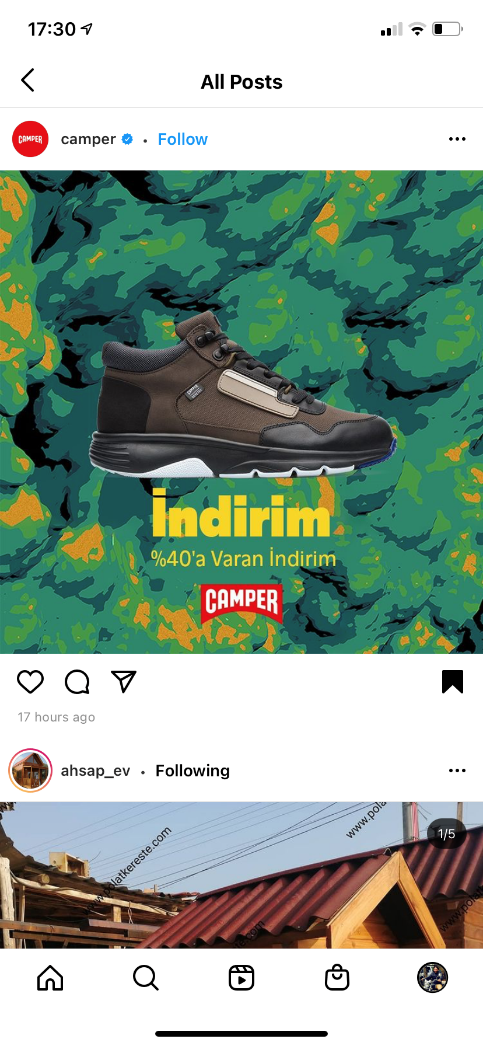 17:30
All Posts
CAMPER
camper • Follow
İndirim
%40'a Varan İndirim
CAMPER
17 hours ago
ahsap_ev • Following
1/5